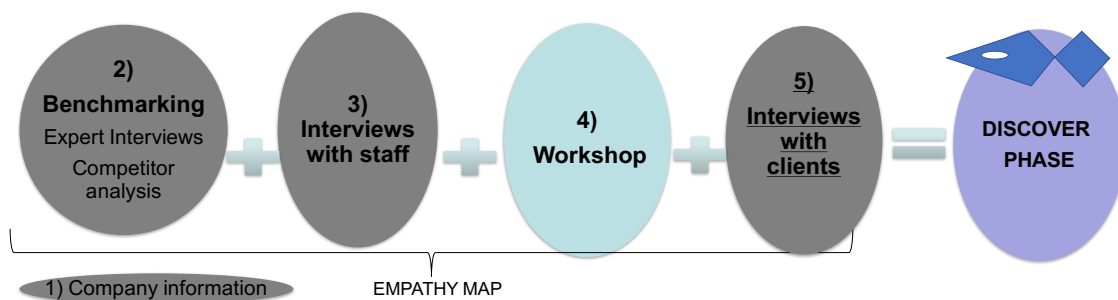 2)
Benchmarking
Expert Interviews
Competitor
analysis
3)
Interviews
with staff
4)
Workshop
5)
Interviews
with
clients
DISCOVER
PHASE
1) Company information
EMPATHY MAP